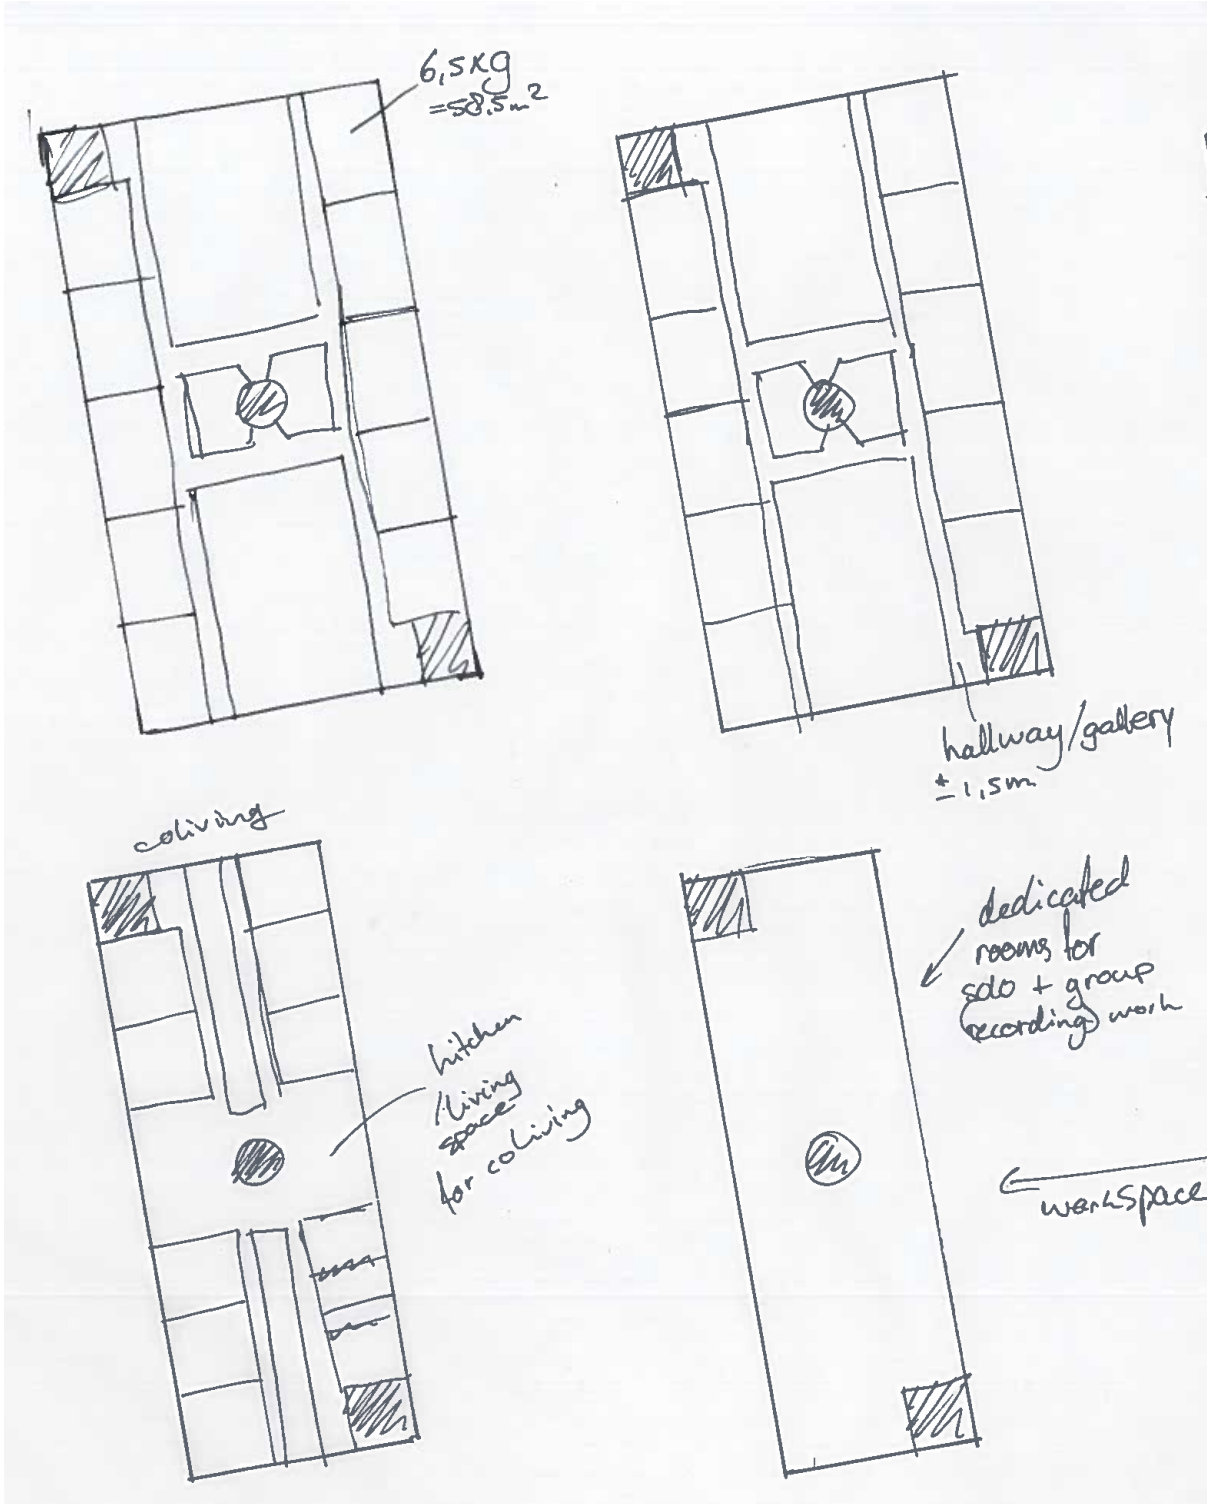 6,5x9
=58,5m²
hallway/gallery
± 1,5m
coliving
kitchen
/living
space
for coliving
dedicated
rooms for
solo + group
(recording) work
workspace